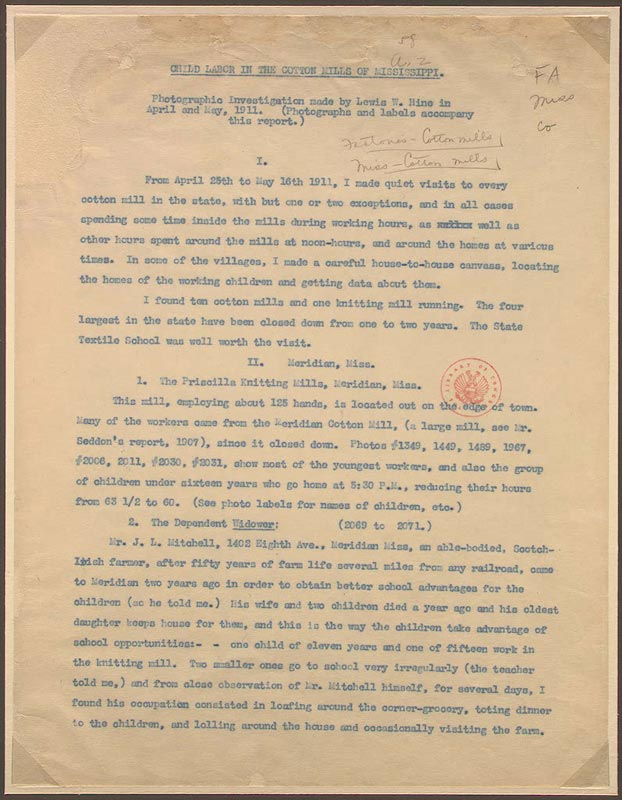 58
a. 2
CHILD LABOR IN THE COTTON MILLS OF MISSISSIPPI.
FA
Miss
Co
Photographic Investigation made by Lewis W. Hine in
April and May, 1911. (Photographs and labels accompany
this report.)
Factories - Cotton mills
Miss - Cotton mills
I.
From April 25th to May 16th 1911, I made quiet visits to every
cotton mill in the state, with but one or two exceptions, and in all cases
spending some time inside the mills during working hours, as well as
other hours spent around the mills at noon-hours, and around the homes at various
times. In some of the villages, I made a careful house-to-house canvass, locating
the homes of the working children and getting data about them.
I found ten cotton mills and one knitting mill running. The four
largest in the state have been closed down from one to two years. The State
Textile School was well worth the visit.
II. Meridian, Miss.
LIBRARY OF CONGRESS
1. The Priscilla Knitting Mills, Meridian, Miss.
This mill, employing about 125 hands, is located out on the edge of town.
Many of the workers came from the Meridian Cotton Mill, (a large mill, see Mr.
Seddon's report, 1907), since it closed down. Photos #1349, 1449, 1489, 1967,
#2006, 2011, #2030, #2031, show most of the youngest workers, and also the group
of children under sixteen years who go home at 5:30 P.M., reducing their hours
from 63 1/2 to 60. (See photo labels for names of children, etc.)
2. The Dependent Widower: (2069 to 2071.)
Mr. J. L. Mitchell, 1402 Eighth Ave., Meridian Miss, an able-bodied, Scotch-
Irish farmer, after fifty years of farm life several miles from any railroad, came
to Meridian two years ago in order to obtain better school advantages for the
children (so he told me.) His wife and two children died a year ago and his oldest
daughter keeps house for them, and this is the way the children take advantage of
school opportunities:- - one child of eleven years and one of fifteen work in
the knitting mill. Two smaller ones go to school very irregularly (the teacher
told me,) and from close observation of Mr. Mitchell himself, for several days, I
found his occupation consisted in loafing around the corner-grocery, toting dinner
to the children, and lolling around the house and occasionally visiting the farm.